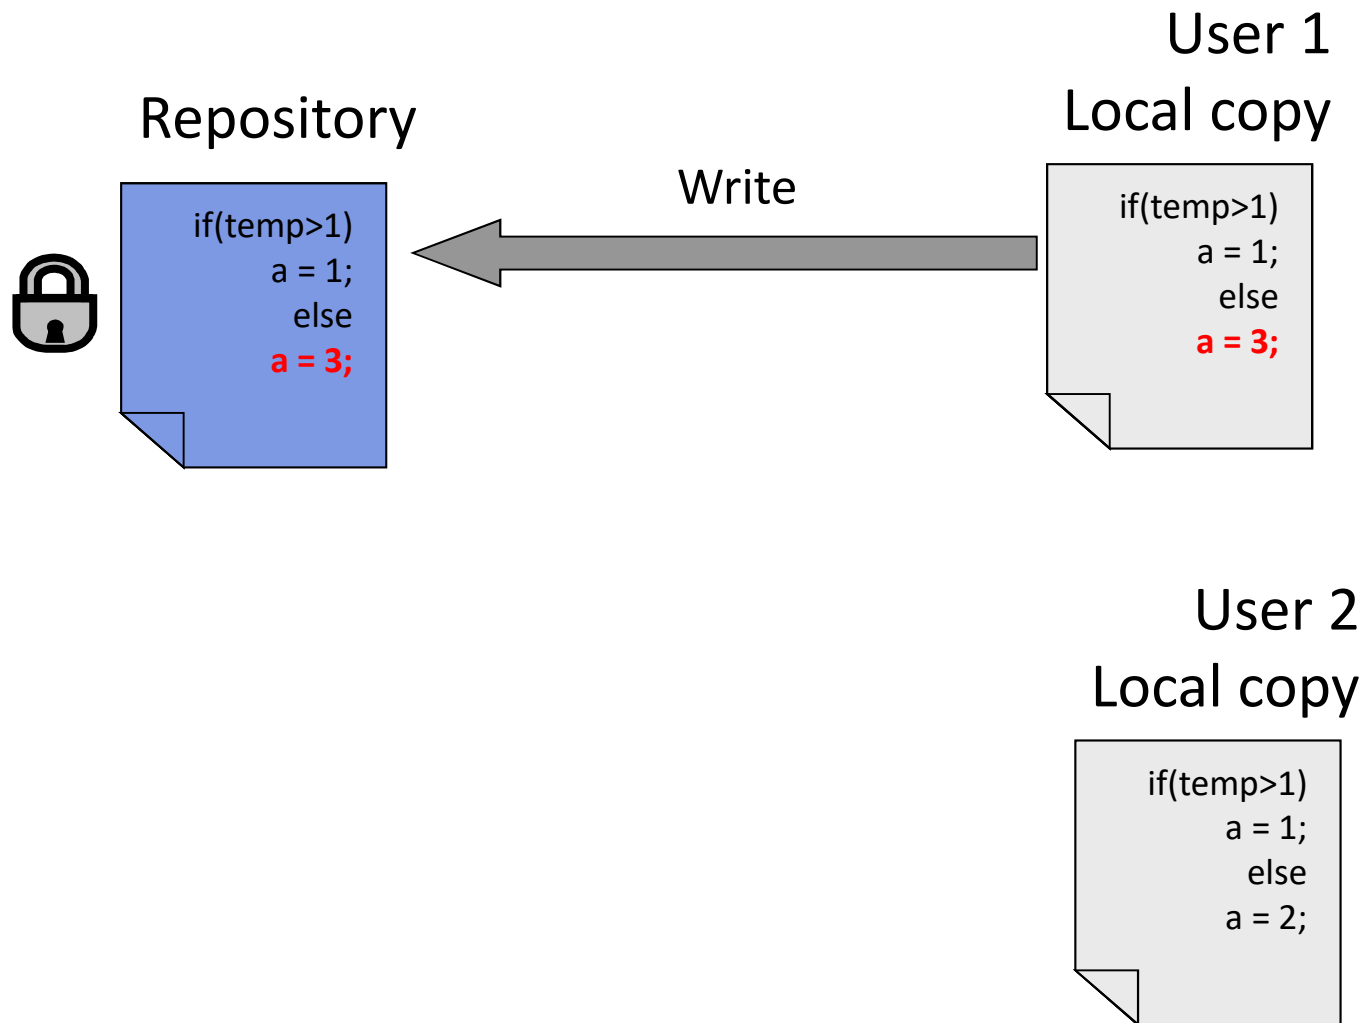 User 1
Local copy
Repository
Write
if(temp>1)
a = 1;
else
a = 3;
if(temp>1)
a = 1;
else
a = 3;
User 2
Local copy
if(temp>1)
a = 1;
else
a = 2;